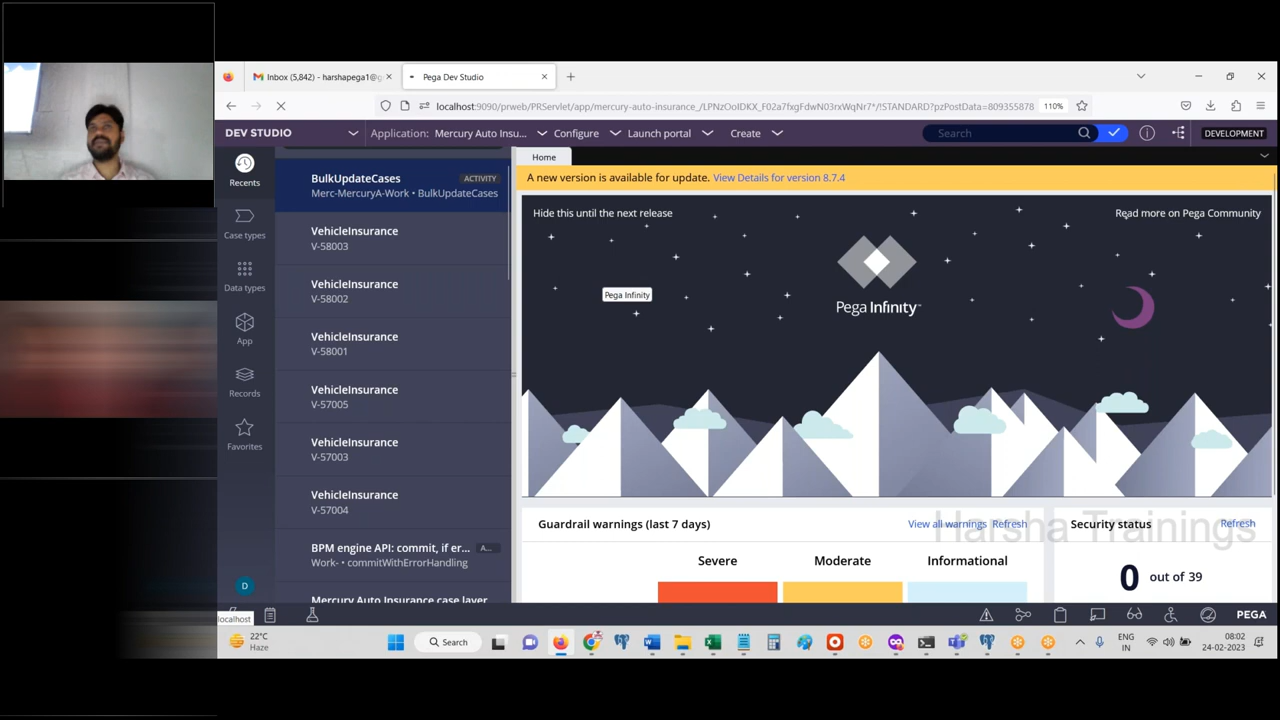 Inbox (5,842) - harshapega1@g
Pega Dev Studio
localhost:9090/prweb/PRServlet/app/mercury-auto-insurance_/LPNzOoIDKX_F02a7fxgFdwN03rxWqNr7*/!STANDARD?pzPostData=809355878
110%
DEV STUDIO
Application: Mercury Auto Insu...
Configure
Launch portal
Create
Search
DEVELOPMENT
Recents
Case types
Data types
App
Records
Favorites
D
localhost
BulkUpdateCases
ACTIVITY
Merc-MercuryA-Work • BulkUpdateCases
VehicleInsurance
V-58003
VehicleInsurance
V-58002
VehicleInsurance
V-58001
VehicleInsurance
V-57005
VehicleInsurance
V-57003
VehicleInsurance
V-57004
BPM engine API: commit, if er...
A...
Work- • commitWithErrorHandling
Mercury Auto Insurance case layer
Home
A new version is available for update. View Details for version 8.7.4
Hide this until the next release
Read more on Pega Community
Pega Infinity
Pega Infinity™
Guardrail warnings (last 7 days)
View all warnings
Refresh
Severe
Moderate
Informational
Security status
Refresh
0 out of 39
Harsha Trainings
PEGA
22°C
Haze
Search
ENG
IN
08:02
24-02-2023